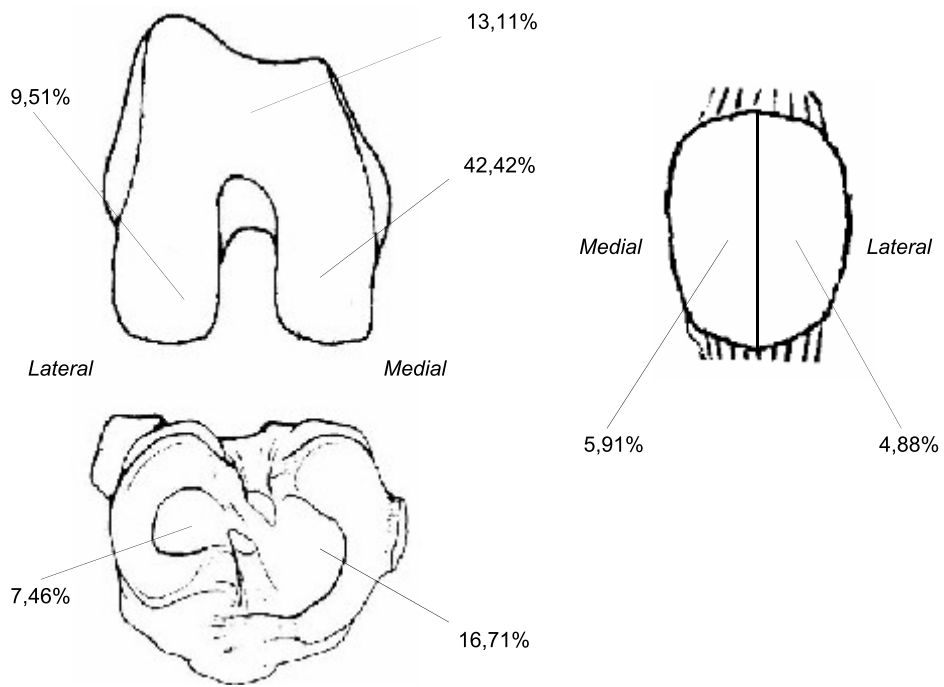 13,11%
9,51%
42,42%
Medial
Lateral
Lateral
Medial
5,91%
4,88%
7,46%
16,71%